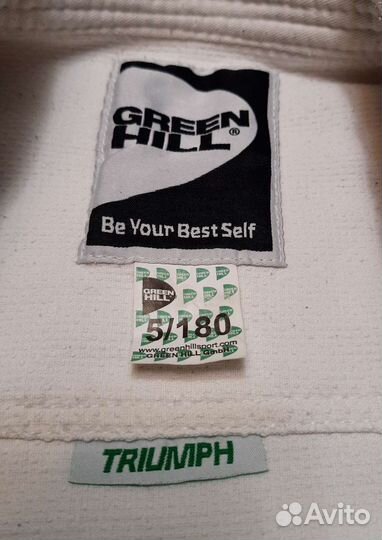 GREEN
HILL®
Be Your Best Self
GREEN
HILL®
5/180
www.greenhillsport.com
GREEN HILL GmbH
TRIUMPH
Avito